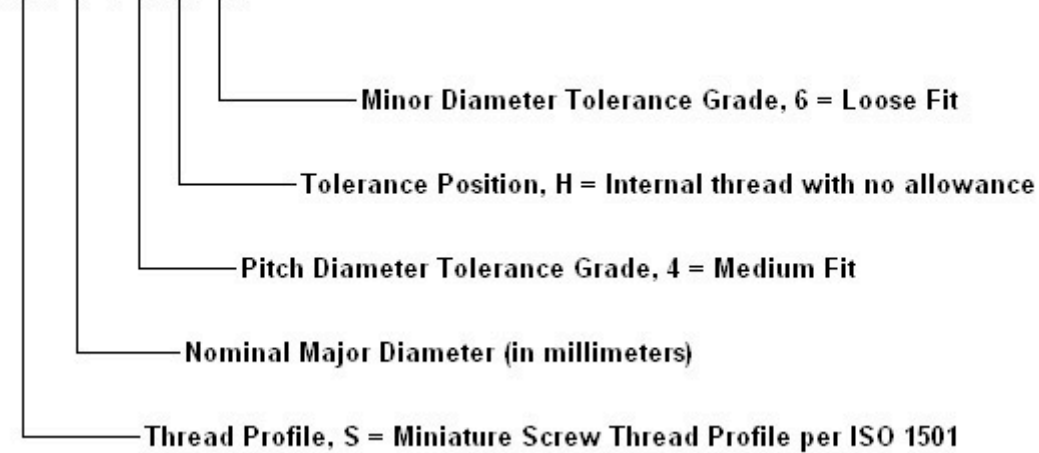 Minor Diameter Tolerance Grade, 6 = Loose Fit
Tolerance Position, H = Internal thread with no allowance
Pitch Diameter Tolerance Grade, 4 = Medium Fit
Nominal Major Diameter (in millimeters)
Thread Profile, S = Miniature Screw Thread Profile per ISO 1501